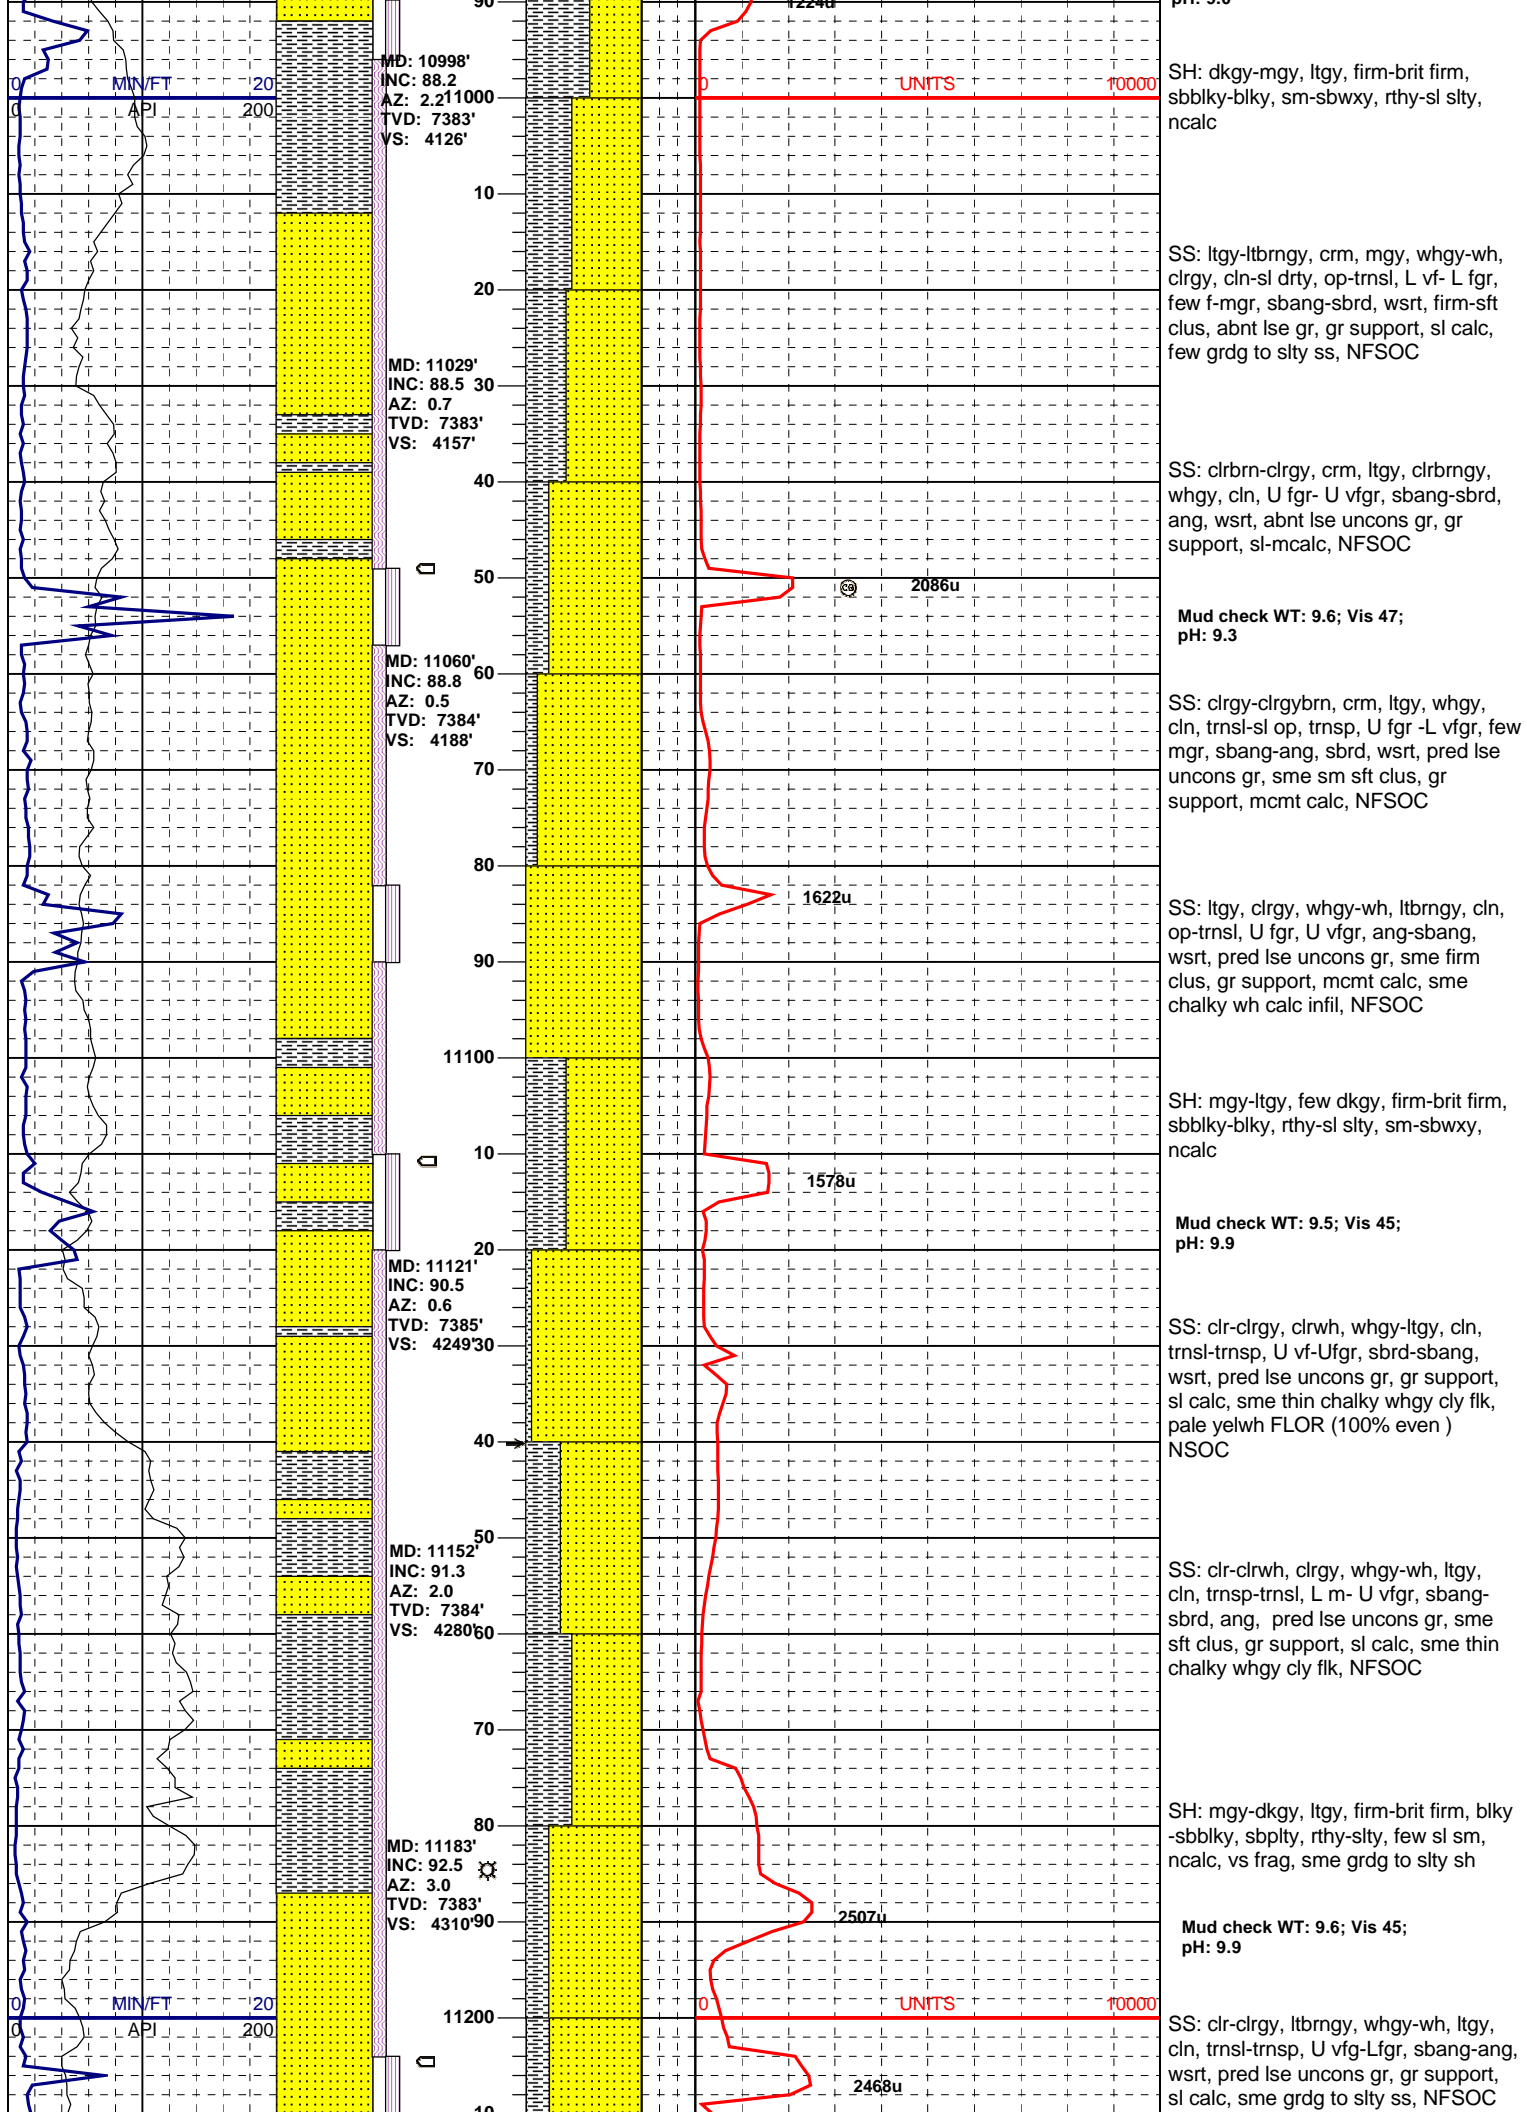 90
1224u
pH: 9.0
MD: 10998'
INC: 88.2
AZ: 2.2
TVD: 7383'
VS: 4126'
0 MIN/FT 20
0 API 200
11000
0 UNITS 10000
SH: dkgy-mgy, ltgy, firm-brit firm,
sbblky-blky, sm-sbwxy, rthy-sl slty,
ncalc
10
SS: ltgy-ltbrngy, crm, mgy, whgy-wh,
clrgy, cln-sl drty, op-trnsl, L vf- L fgr,
few f-mgr, sbang-sbrd, wsrt, firm-sft
clus, abnt lse gr, gr support, sl calc,
few grdg to slty ss, NFSOC
20
MD: 11029'
INC: 88.5
AZ: 0.7
TVD: 7383'
VS: 4157'
30
SS: clrbrn-clrgy, crm, ltgy, clrbrngy,
whgy, cln, U fgr- U vfgr, sbang-sbrd,
ang, wsrt, abnt lse uncons gr, gr
support, sl-mcalc, NFSOC
40
50
CG
2086u
Mud check WT: 9.6; Vis 47;
pH: 9.3
MD: 11060'
INC: 88.8
AZ: 0.5
TVD: 7384'
VS: 4188'
60
SS: clrgy-clrgybrn, crm, ltgy, whgy,
cln, trnsl-sl op, trnsp, U fgr -L vfgr, few
mgr, sbang-ang, sbrd, wsrt, pred lse
uncons gr, sme sm sft clus, gr
support, mcmt calc, NFSOC
70
80
1622u
SS: ltgy, clrgy, whgy-wh, ltbrngy, cln,
op-trnsl, U fgr, U vfgr, ang-sbang,
wsrt, pred lse uncons gr, sme firm
clus, gr support, mcmt calc, sme
chalky wh calc infil, NFSOC
90
11100
SH: mgy-ltgy, few dkgy, firm-brit firm,
sbblky-blky, rthy-sl slty, sm-sbwxy,
ncalc
10
1578u
Mud check WT: 9.5; Vis 45;
pH: 9.9
20
MD: 11121'
INC: 90.5
AZ: 0.6
TVD: 7385'
VS: 4249'
30
SS: clr-clrgy, clrwh, whgy-ltgy, cln,
trnsl-trnsp, U vf-Ufgr, sbrd-sbang,
wsrt, pred lse uncons gr, gr support,
sl calc, sme thin chalky whgy cly flk,
pale yelwh FLOR (100% even )
NSOC
40
50
MD: 11152'
INC: 91.3
AZ: 2.0
TVD: 7384'
VS: 4280'
60
SS: clr-clrwh, clrgy, whgy-wh, ltgy,
cln, trnsp-trnsl, L m- U vfgr, sbang-
sbrd, ang, pred lse uncons gr, sme
sft clus, gr support, sl calc, sme thin
chalky whgy cly flk, NFSOC
70
80
SH: mgy-dkgy, ltgy, firm-brit firm, blky
-sbblky, sbplty, rthy-slty, few sl sm,
ncalc, vs frag, sme grdg to slty sh
MD: 11183'
INC: 92.5
AZ: 3.0
TVD: 7383'
VS: 4310'
90
2507u
Mud check WT: 9.6; Vis 45;
pH: 9.9
0 MIN/FT 20
0 API 200
11200
0 UNITS 10000
SS: clr-clrgy, ltbrngy, whgy-wh, ltgy,
cln, trnsl-trnsp, U vfg-Lfgr, sbang-ang,
wsrt, pred lse uncons gr, gr support,
sl calc, sme grdg to slty ss, NFSOC
2468u
10